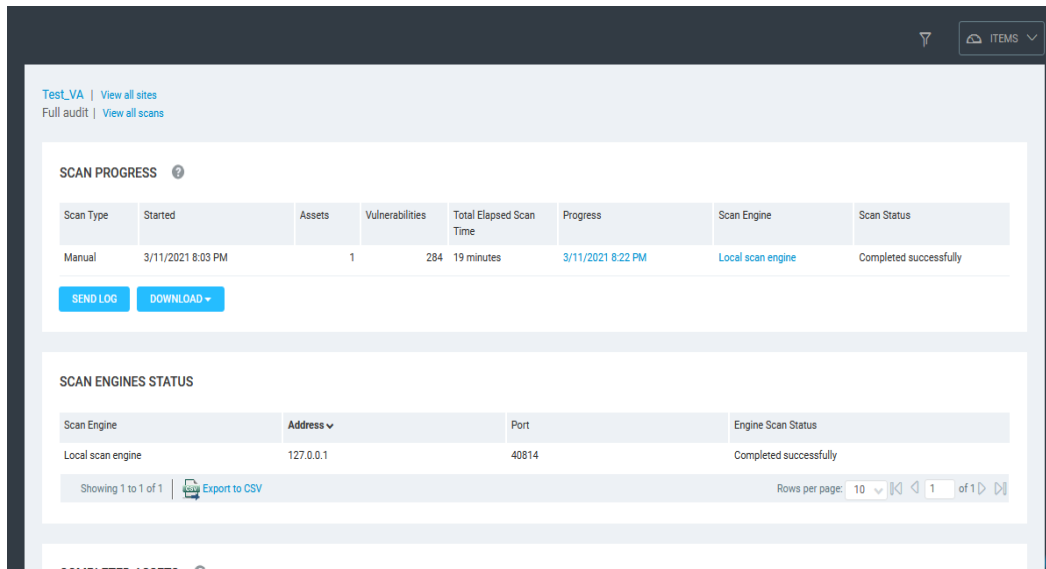 ITEMS
Test_VA | View all sites
Full audit | View all scans
SCAN PROGRESS ?
Scan Type Started Assets Vulnerabilities Total Elapsed Scan Time Progress Scan Engine Scan Status
Manual 3/11/2021 8:03 PM 1 284 19 minutes 3/11/2021 8:22 PM Local scan engine Completed successfully
SEND LOG DOWNLOAD
SCAN ENGINES STATUS
Scan Engine Address Port Engine Scan Status
Local scan engine 127.0.0.1 40814 Completed successfully
Showing 1 to 1 of 1 CSV Export to CSV Rows per page: 10 1 of 1
COMPLETED ASSETS